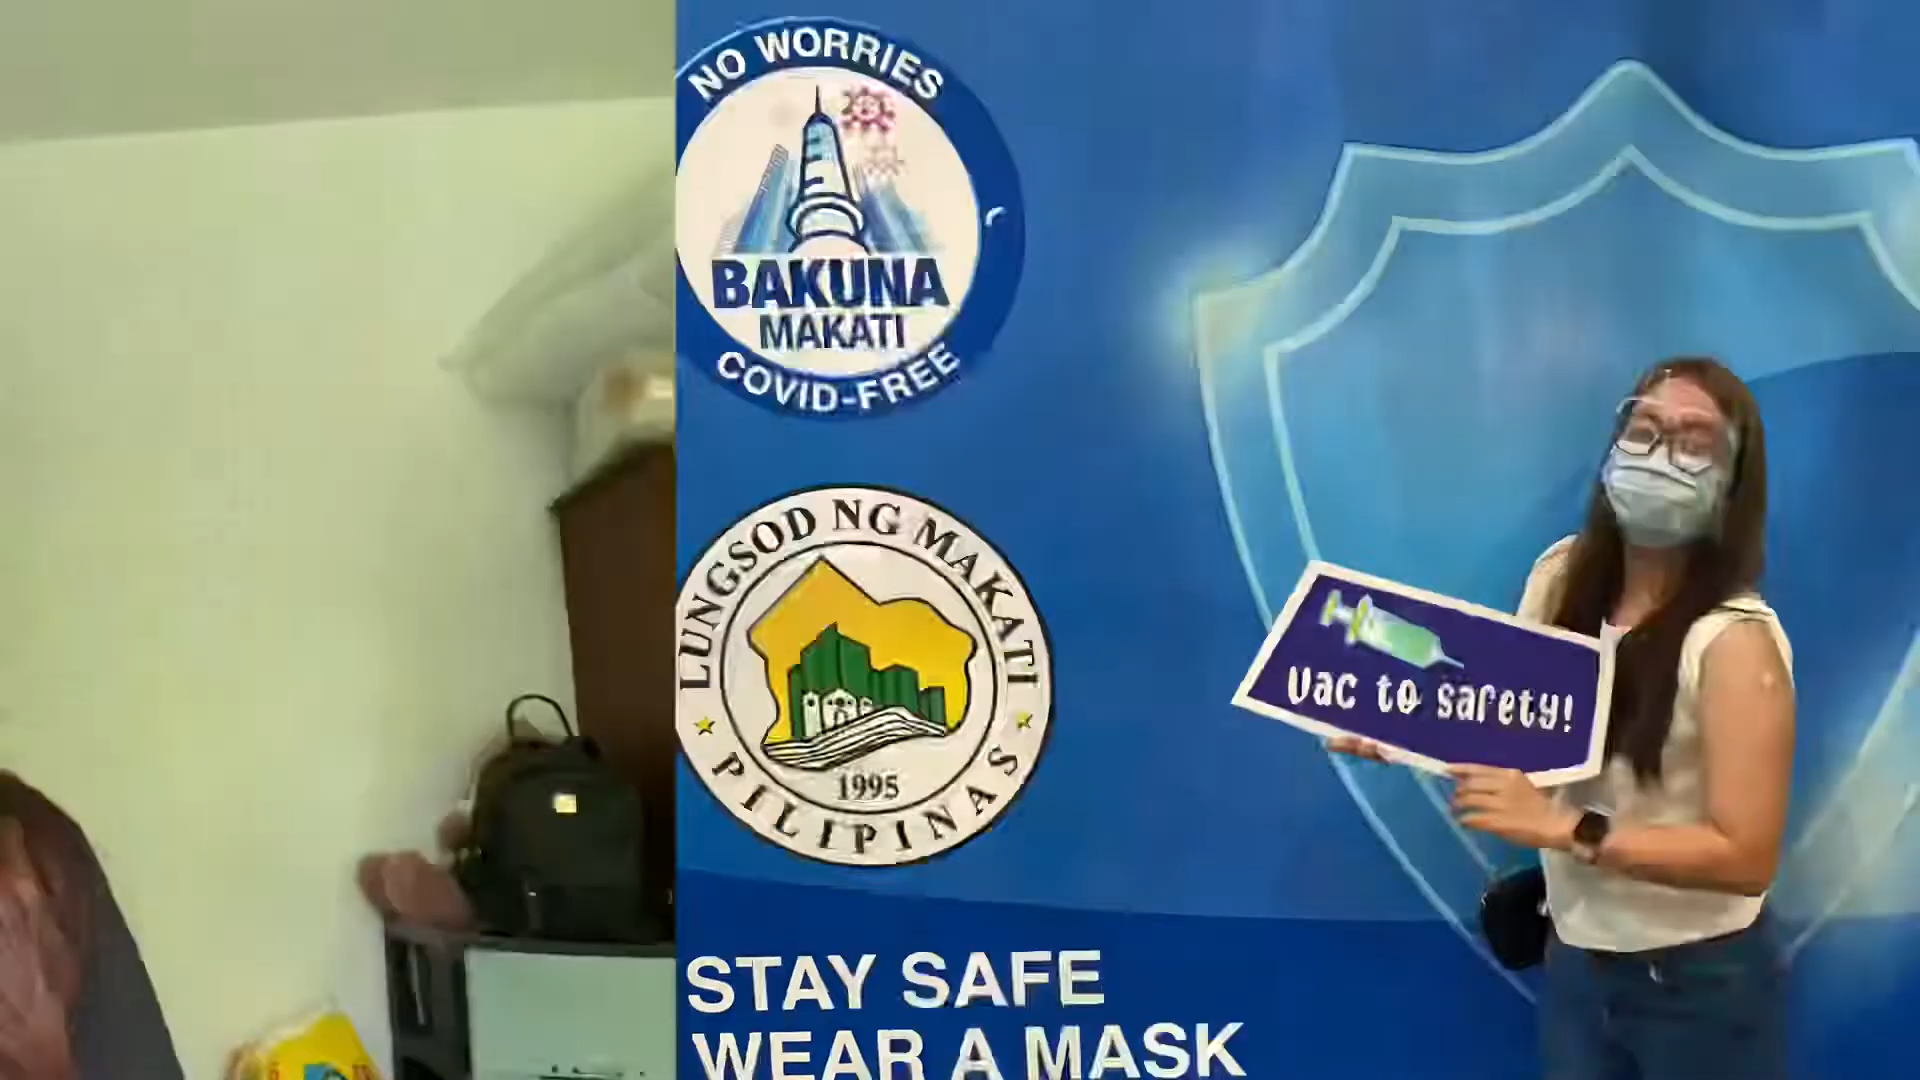 NO WORRIES
BAKUNA
MAKATI
COVID-FREE
LUNGSOD NG MAKATI
PILIPINAS
1995
vac to safety!
STAY SAFE
WEAR A MASK